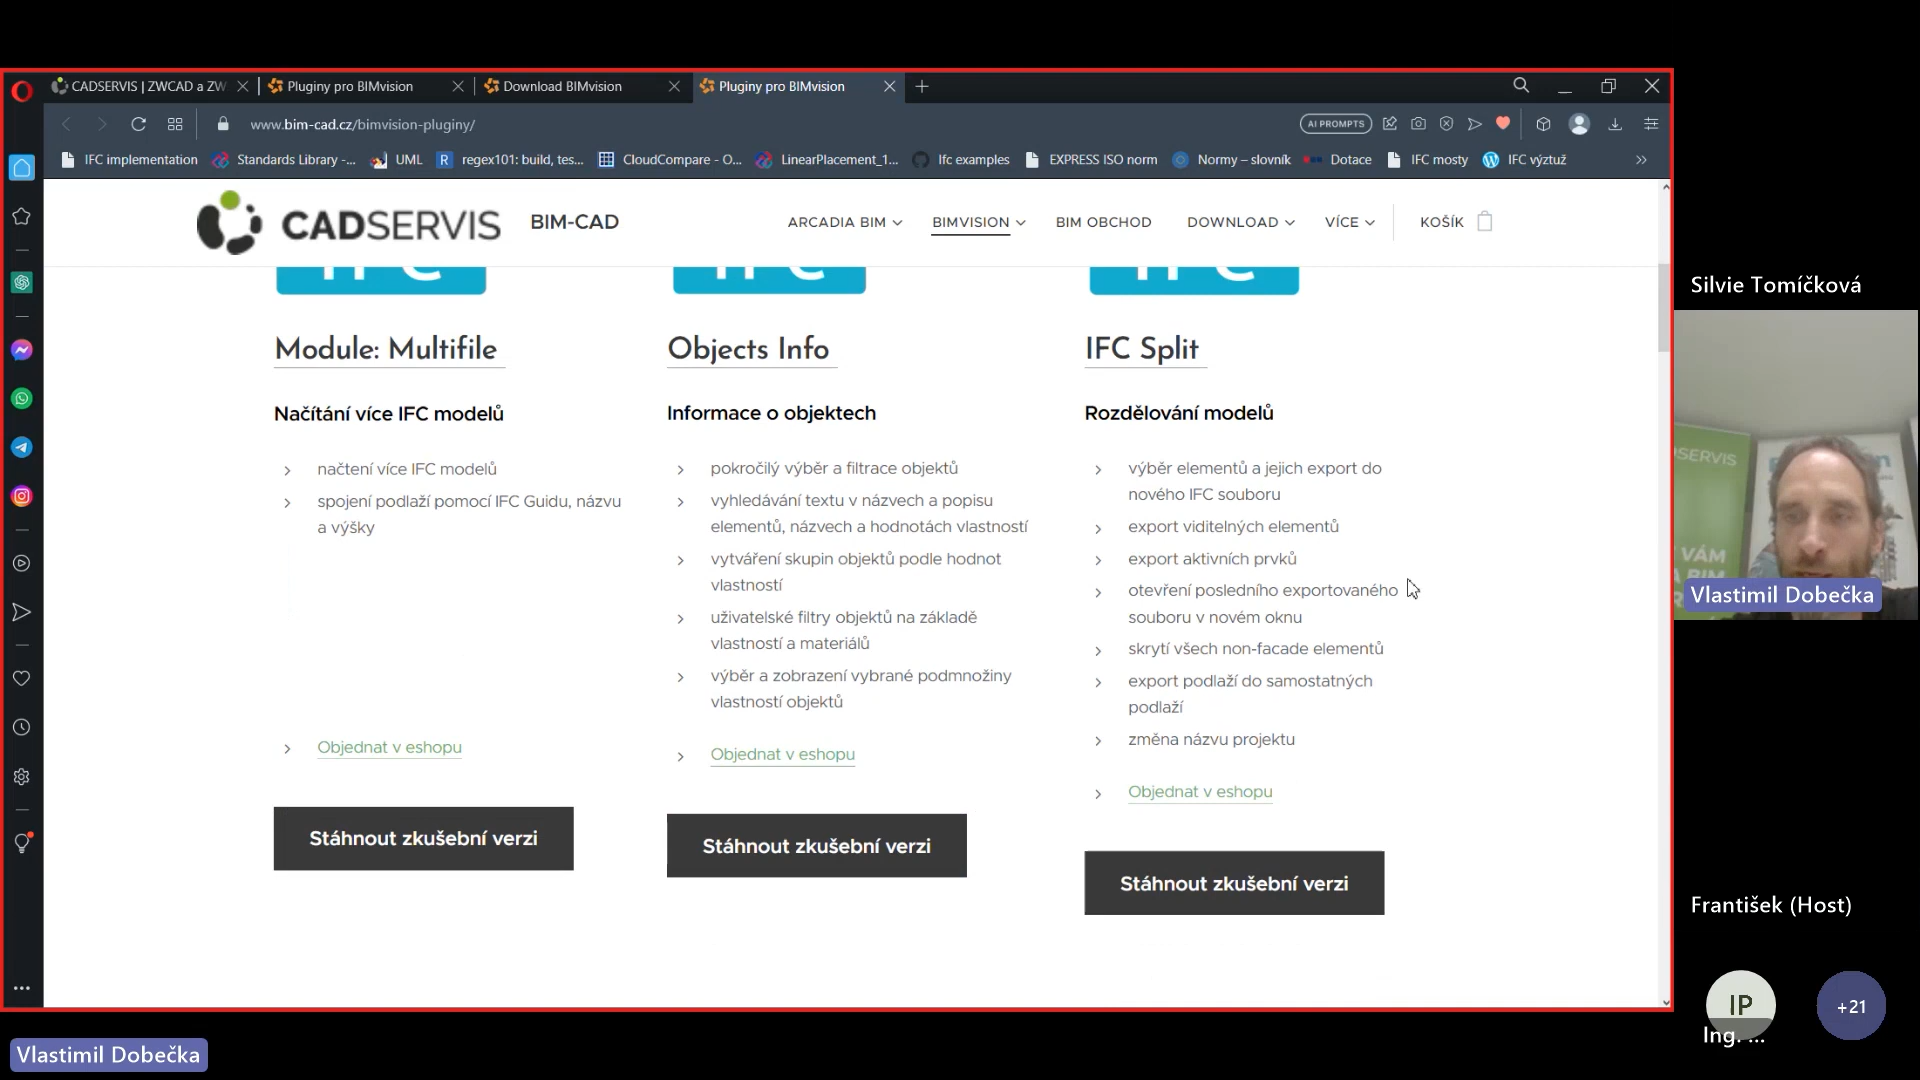 CADSERVIS | ZWCAD a ZW
Pluginy pro BIMvision
Download BIMvision
Pluginy pro BIMvision
www.bim-cad.cz/bimvision-pluginy/
AI PROMPTS
IFC implementation
Standards Library -...
UML
regex101: build, tes...
CloudCompare - O...
LinearPlacement_1...
Ifc examples
EXPRESS ISO norm
Normy – slovník
Dotace
IFC mosty
IFC výztuž
CADSERVIS
BIM-CAD
ARCADIA BIM
BIMVISION
BIM OBCHOD
DOWNLOAD
VÍCE
KOŠÍK
Module: Multifile
Načítání více IFC modelů
načtení více IFC modelů
spojení podlaží pomocí IFC Guidu, názvu
a výšky
Objednat v eshopu
Stáhnout zkušební verzi
Objects Info
Informace o objektech
pokročilý výběr a filtrace objektů
vyhledávání textu v názvech a popisu
elementů, názvech a hodnotách vlastností
vytváření skupin objektů podle hodnot
vlastností
uživatelské filtry objektů na základě
vlastností a materiálů
výběr a zobrazení vybrané podmnožiny
vlastností objektů
Objednat v eshopu
Stáhnout zkušební verzi
IFC Split
Rozdělování modelů
výběr elementů a jejich export do
nového IFC souboru
export viditelných elementů
export aktivních prvků
otevření posledního exportovaného
souboru v novém oknu
skrytí všech non-facade elementů
export podlaží do samostatných
podlaží
změna názvu projektu
Objednat v eshopu
Stáhnout zkušební verzi
Silvie Tomíčková
SERVIS
VÁM
Vlastimil Dobečka
František (Host)
IP
Ing. ...
+21
Vlastimil Dobečka